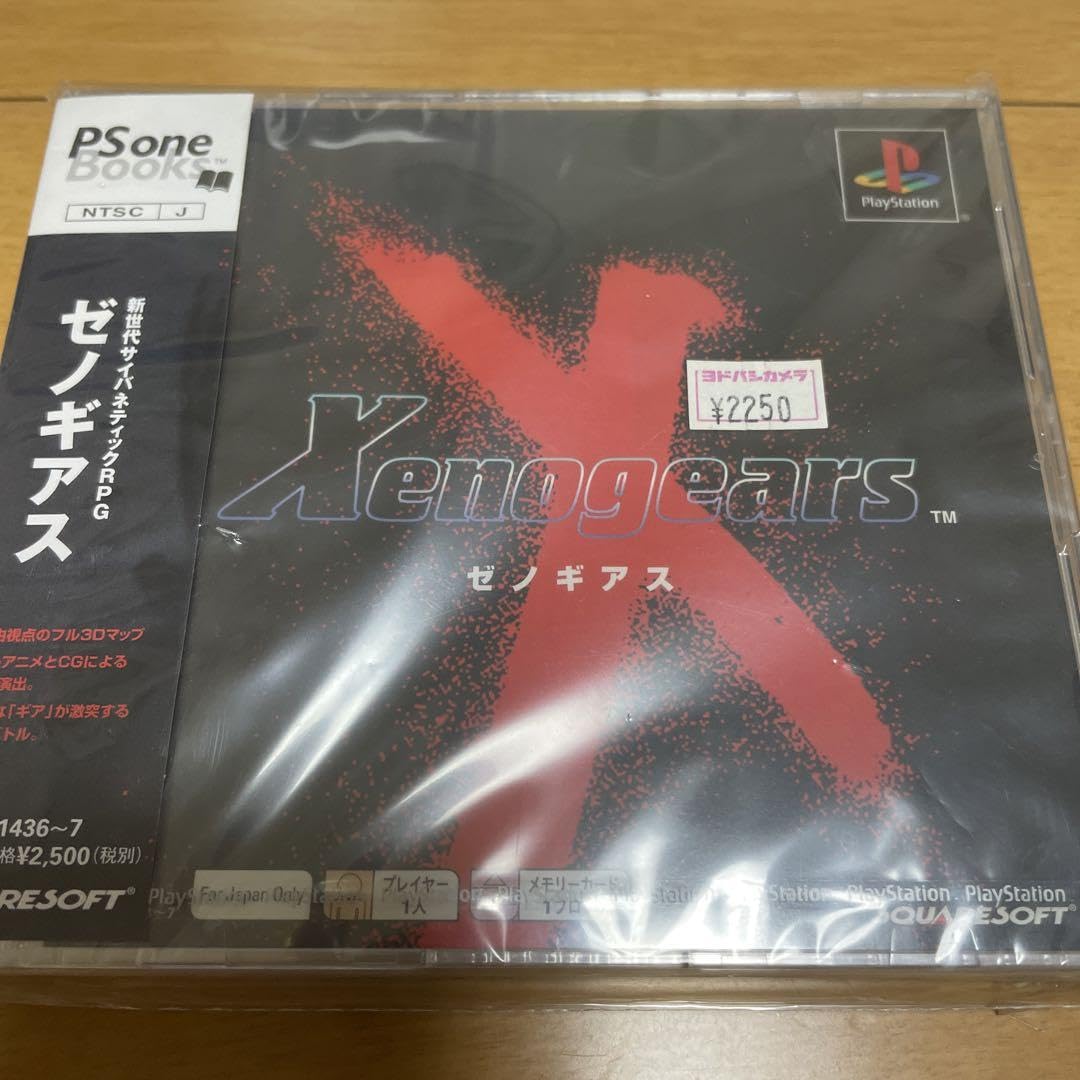 PS one
Books™
NTSC J
新世代サイバネティックRPG
ゼノギアス
視点のフル3Dマップ
アニメとCGによる
演出。
「ギア」が激突する
トル。
1436~7
格¥2,500(税別)
RESOFT®
PlayStation®
ヨドバシカメラ
¥2250
Xenogears™
ゼノギアス
For Japan Only
プレイヤー
1人
メモリーカード
1ブロ
PlayStation PlayStation PlayStation
SQUARESOFT®